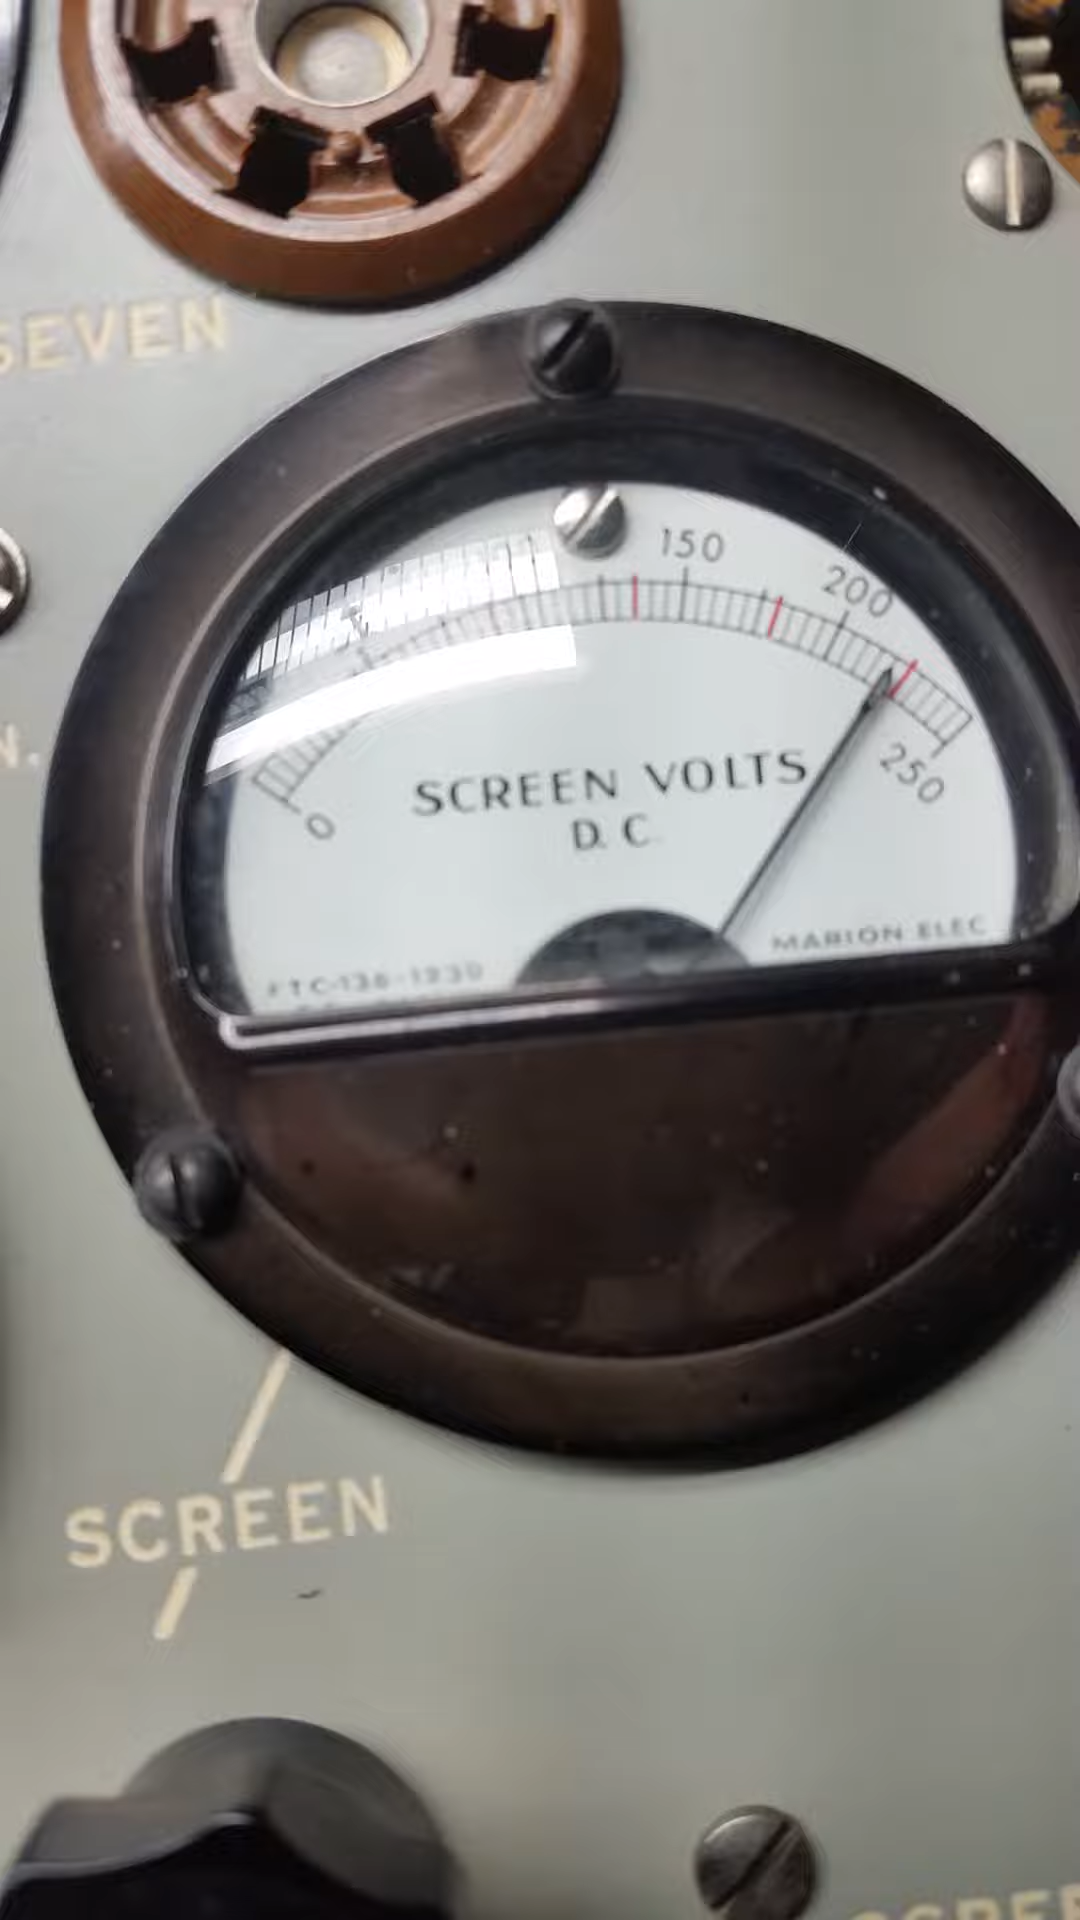 SEVEN
N.
150
200
250
0
SCREEN VOLTS
D. C.
MARION ELEC
SCREEN